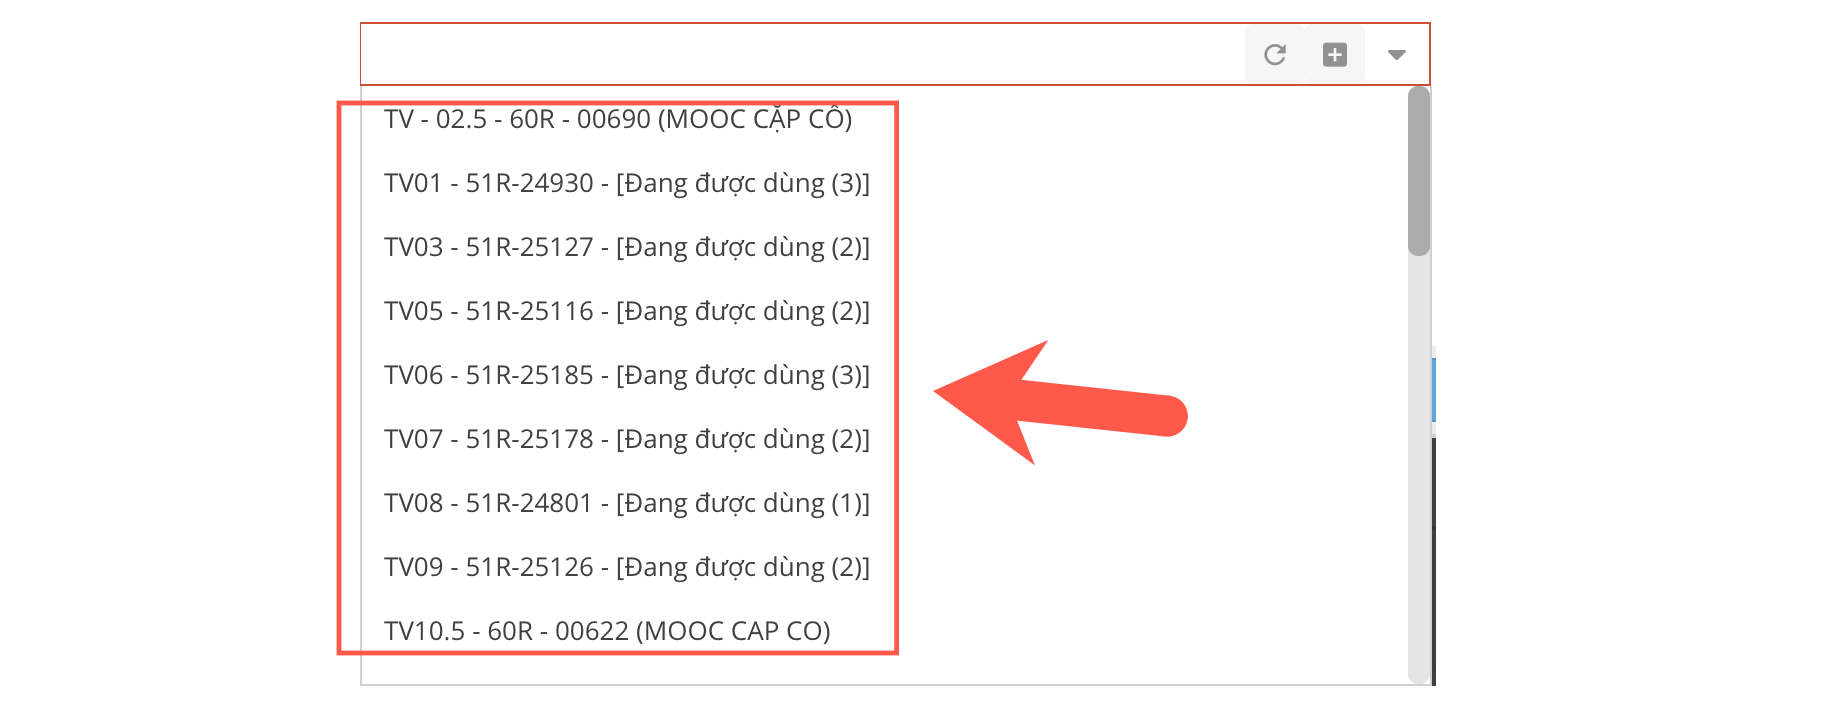 TV - 02.5 - 60R - 00690 (MOOC CẶP CÔ)
TV01 - 51R-24930 - [Đang được dùng (3)]
TV03 - 51R-25127 - [Đang được dùng (2)]
TV05 - 51R-25116 - [Đang được dùng (2)]
TV06 - 51R-25185 - [Đang được dùng (3)]
TV07 - 51R-25178 - [Đang được dùng (2)]
TV08 - 51R-24801 - [Đang được dùng (1)]
TV09 - 51R-25126 - [Đang được dùng (2)]
TV10.5 - 60R - 00622 (MOOC CAP CO)